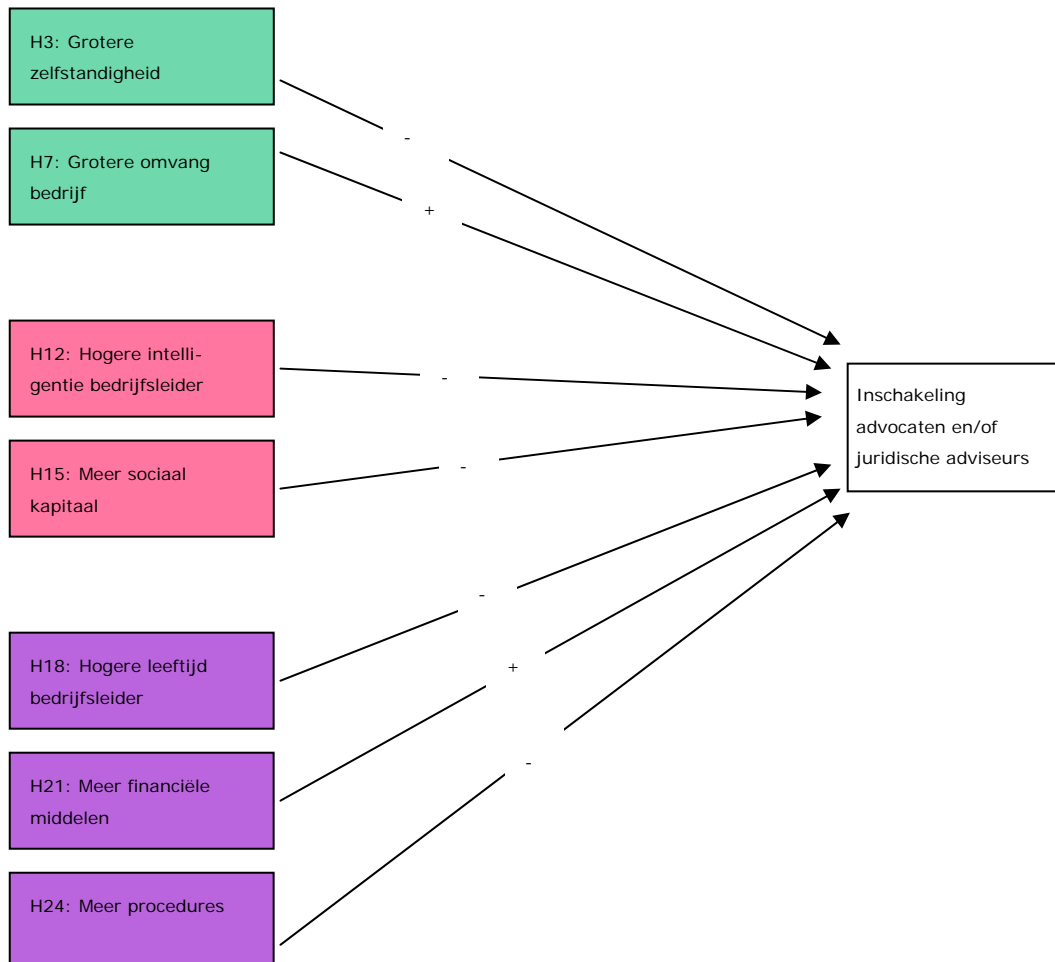 H3: Grotere
zelfstandigheid
-
H7: Grotere omvang
bedrijf
+
H12: Hogere intelli-
gentie bedrijfsleider
-
Inschakeling
advocaten en/of
juridische adviseurs
H15: Meer sociaal
kapitaal
-
-
H18: Hogere leeftijd
bedrijfsleider
+
H21: Meer financiële
middelen
-
H24: Meer procedures